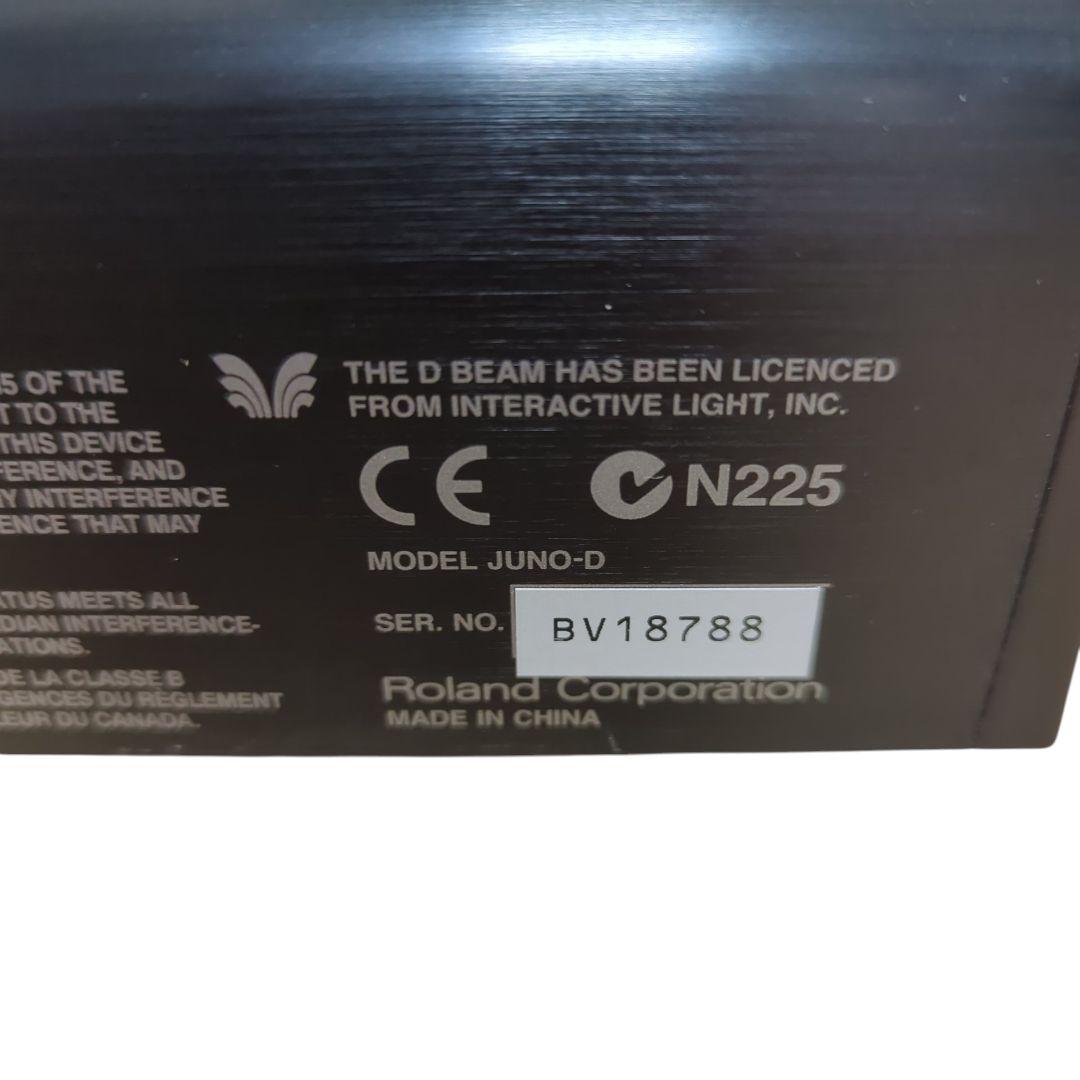 15 OF THE
T TO THE
THIS DEVICE
FERENCE, AND
Y INTERFERENCE
ENCE THAT MAY
ATUS MEETS ALL
DIAN INTERFERENCE-
ATIONS.
DE LA CLASSE B
GENCES DU RÈGLEMENT
LEUR DU CANADA.
THE D BEAM HAS BEEN LICENCED
FROM INTERACTIVE LIGHT, INC.
CE N225
MODEL JUNO-D
SER. NO. BV18788
Roland Corporation
MADE IN CHINA